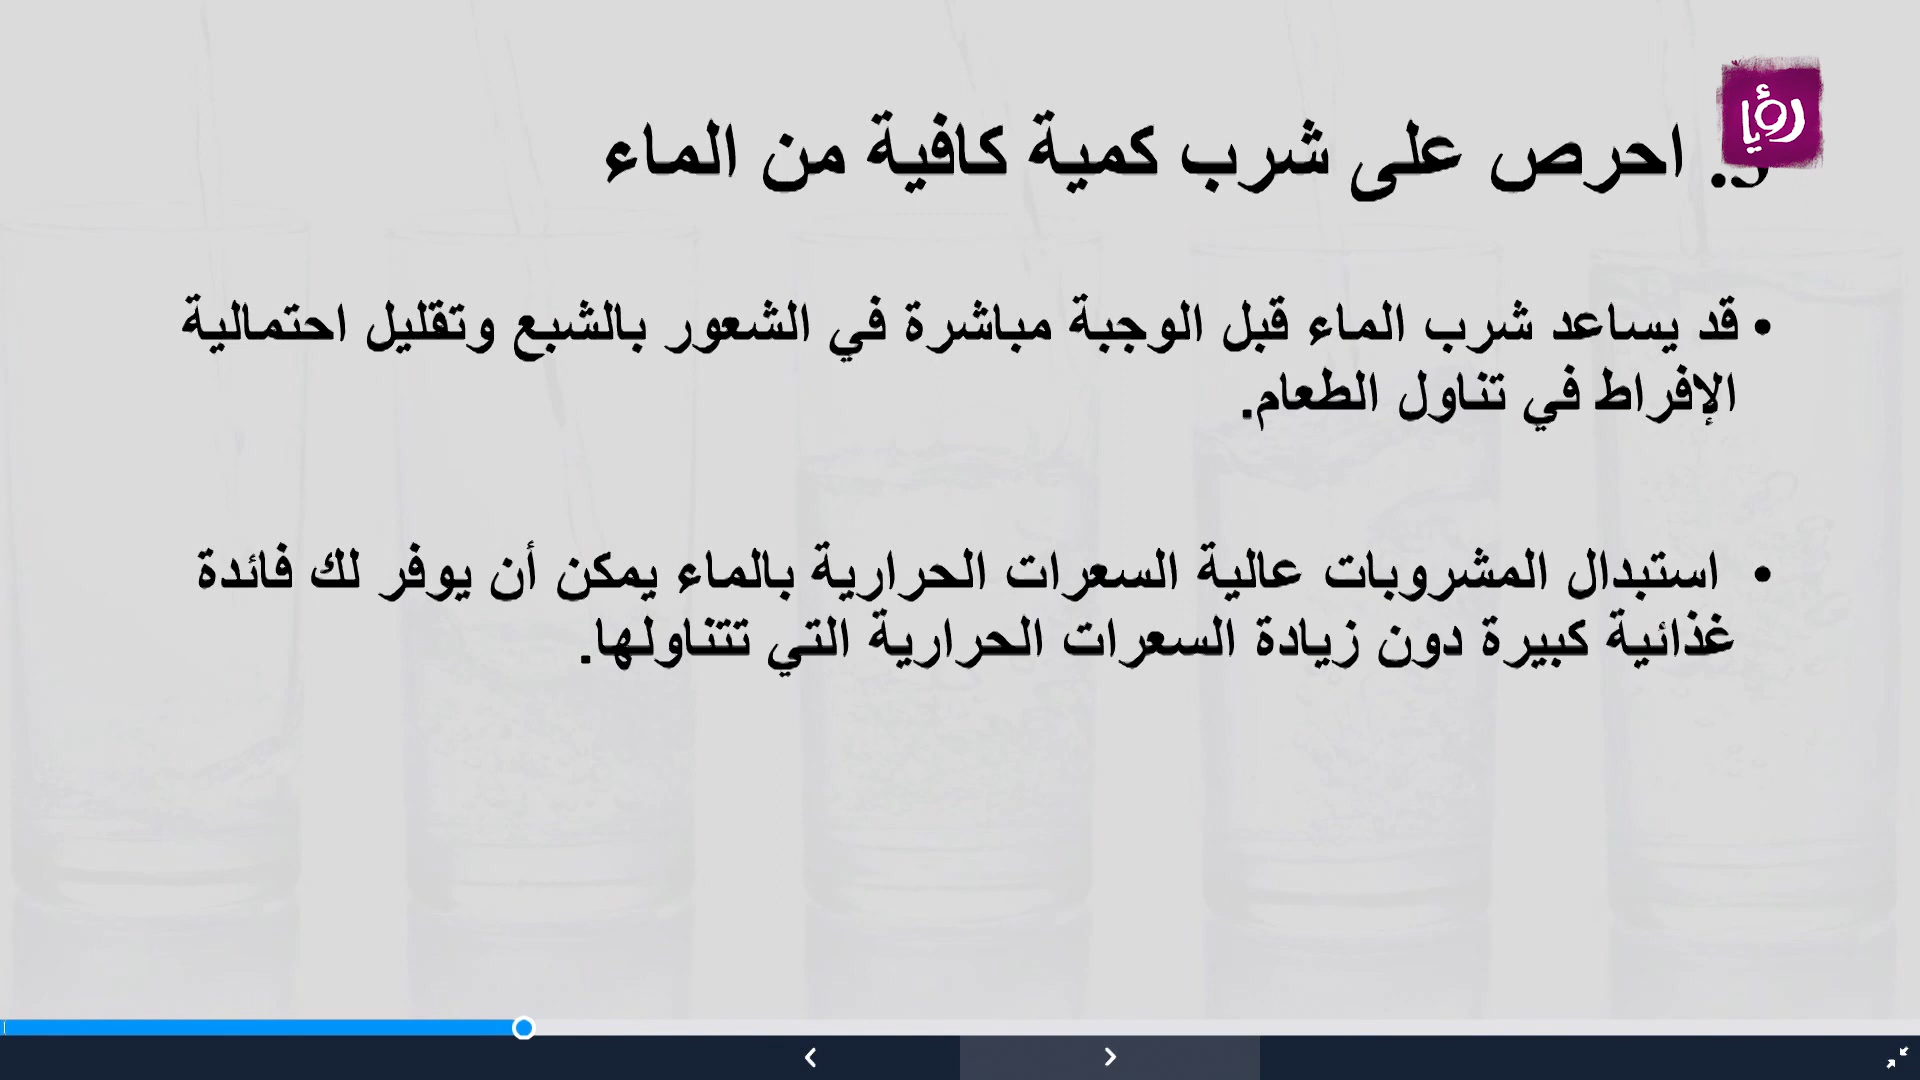 رؤيا
احرص على شرب كمية كافية من الماء
• قد يساعد شرب الماء قبل الوجبة مباشرة في الشعور بالشبع وتقليل احتمالية
الإفراط في تناول الطعام.
• استبدال المشروبات عالية السعرات الحرارية بالماء يمكن أن يوفر لك فائدة
غذائية كبيرة دون زيادة السعرات الحرارية التي تتناولها.